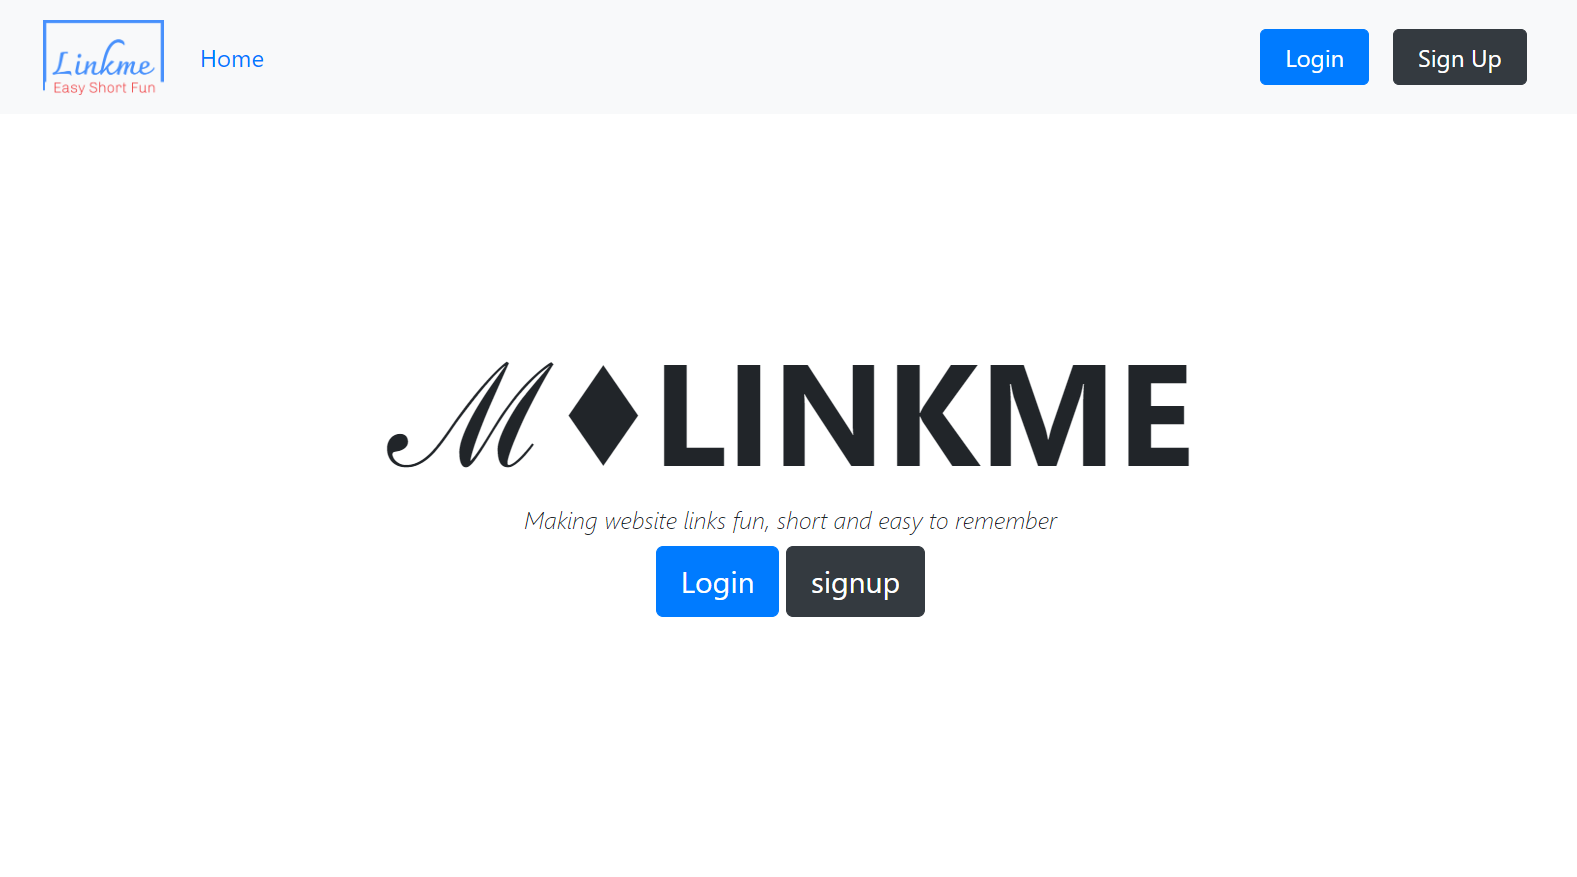 Linkme
Easy Short Fun
Home
Login
Sign Up
ℳ♦LINKME
Making website links fun, short and easy to remember
Login
signup